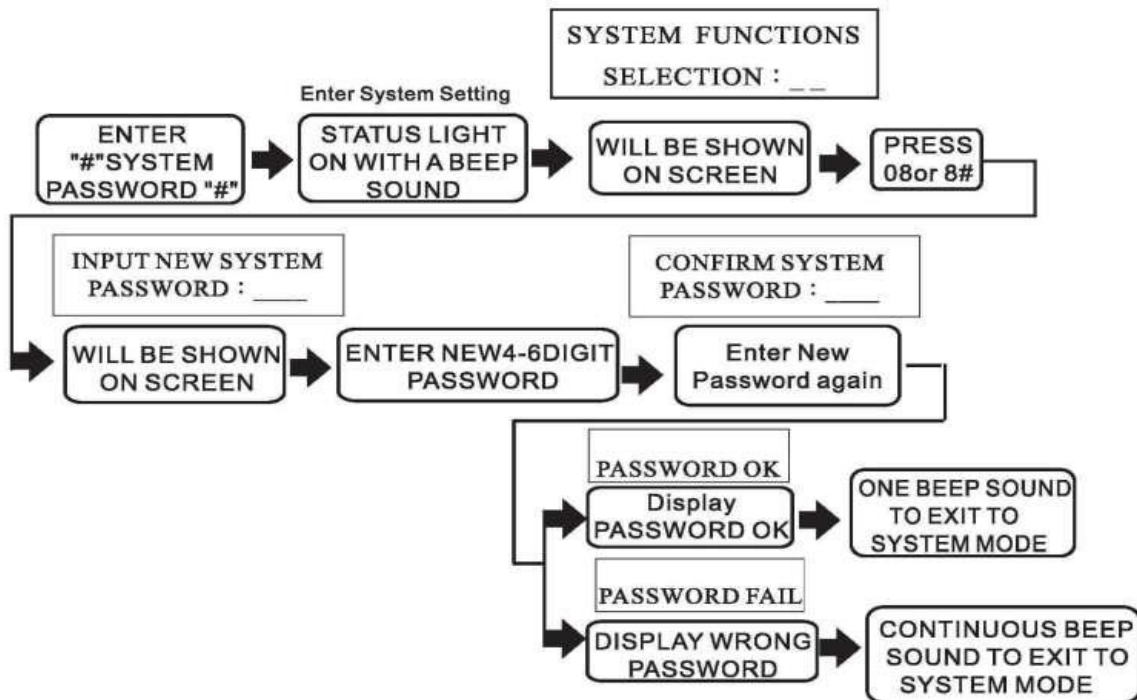 SYSTEM FUNCTIONS
SELECTION : _ _
Enter System Setting
ENTER
"#"SYSTEM
PASSWORD "#"
STATUS LIGHT
ON WITH A BEEP
SOUND
WILL BE SHOWN
ON SCREEN
PRESS
08or 8#
INPUT NEW SYSTEM
PASSWORD : ____
CONFIRM SYSTEM
PASSWORD : ____
WILL BE SHOWN
ON SCREEN
ENTER NEW4-6DIGIT
PASSWORD
Enter New
Password again
PASSWORD OK
Display
PASSWORD OK
ONE BEEP SOUND
TO EXIT TO
SYSTEM MODE
PASSWORD FAIL
DISPLAY WRONG
PASSWORD
CONTINUOUS BEEP
SOUND TO EXIT TO
SYSTEM MODE